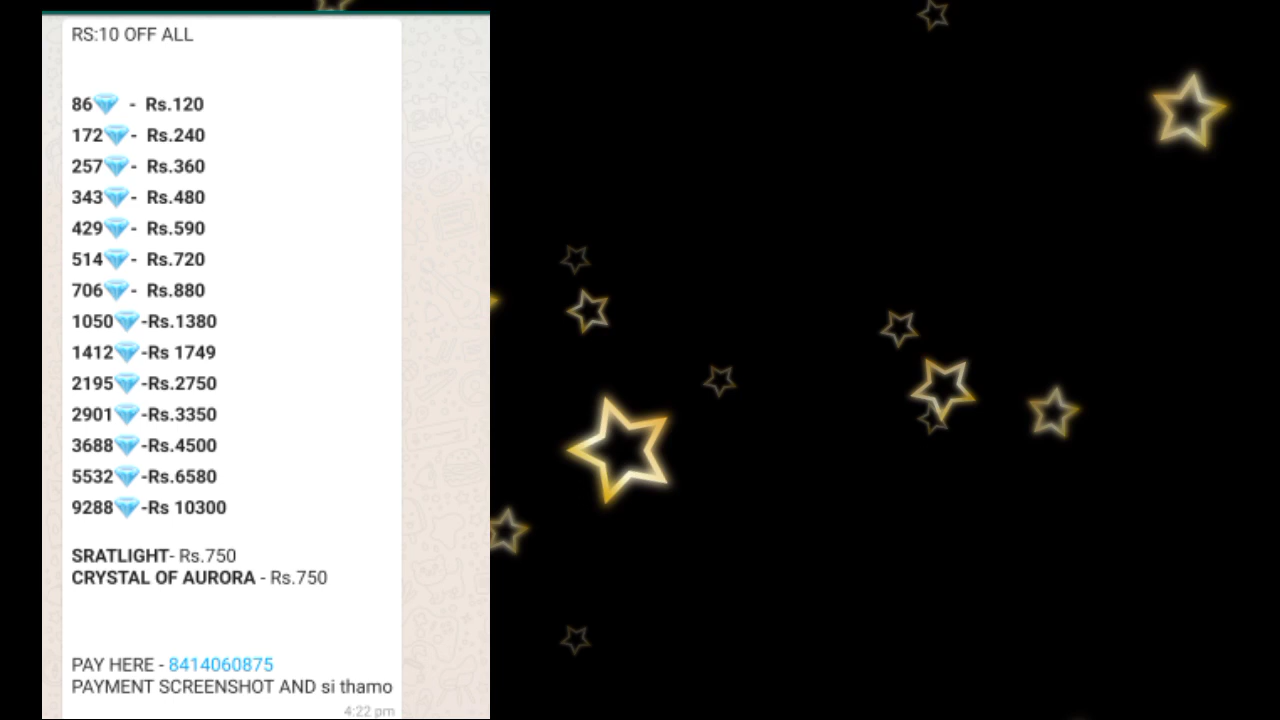 RS:10 OFF ALL
86💎 - Rs.120
172💎- Rs.240
257💎- Rs.360
343💎- Rs.480
429💎- Rs.590
514💎- Rs.720
706💎- Rs.880
1050💎-Rs.1380
1412💎-Rs 1749
2195💎-Rs.2750
2901💎-Rs.3350
3688💎-Rs.4500
5532💎-Rs.6580
9288💎-Rs 10300
SRATLIGHT- Rs.750
CRYSTAL OF AURORA - Rs.750
PAY HERE - 8414060875
PAYMENT SCREENSHOT AND si thamo
4:22 pm